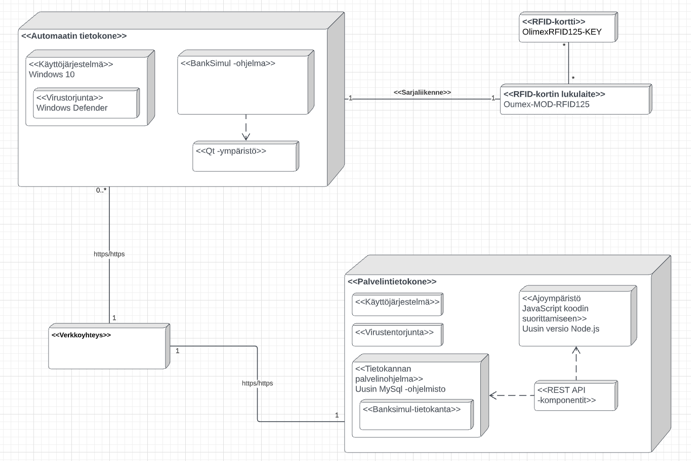 <<Automaatin tietokone>>
<<Käyttöjärjestelmä>>
Windows 10
<<Virustorjunta>>
Windows Defender
<<BankSimul -ohjelma>>
<<Qt -ympäristö>>
<<RFID-kortti>>
OlimexRFID125-KEY
*
*
1
<<Sarjaliikenne>>
1
<<RFID-kortin lukulaite>>
Oumex-MOD-RFID125
0..*
https/https
1
<<Verkkoyhteys>>
1
https/https
1
<<Palvelintietokone>>
<<Käyttöjärjestelmä>>
<<Virustentorjunta>>
<<Tietokannan
palvelinohjelma>>
Uusin MySql -ohjelmisto
<<Banksimul-tietokanta>>
<<Ajoympäristö
JavaScript koodin
suorittamiseen>>
Uusin versio Node.js
<<REST API
-komponentit>>